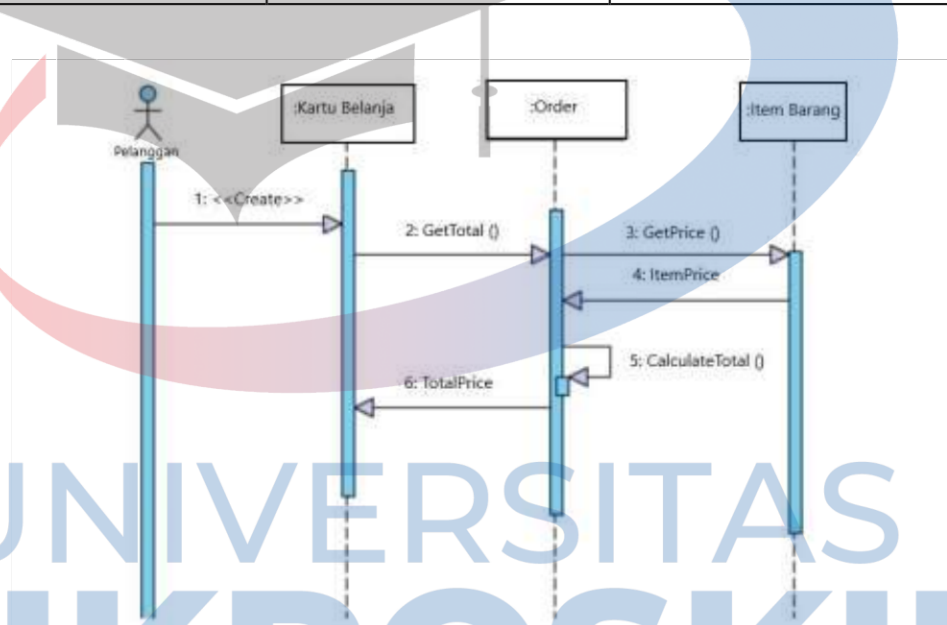 :Kartu Belanja
:Order
:Item Barang
Pelanggan
1: <<Create>>
2: GetTotal ()
3: GetPrice ()
4: ItemPrice
5: CalculateTotal ()
6: TotalPrice
UNIVERSITAS
MIKROSKIL